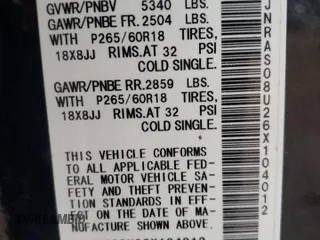 GVWR/PNBV 5340 LBS.
GAWR/PNBE FR. 2504 LBS.
WITH P265/60R18 TIRES,
18X8JJ RIMS.AT 32 PSI
COLD SINGLE.
GAWR/PNBE RR. 2859 LBS.
WITH P265/60R18 TIRES,
18X8JJ RIMS.AT 32 PSI
COLD SINGLE.
THIS VEHICLE CONFORMS
TO ALL APPLICABLE FED-
ERAL MOTOR VEHICLE SA-
FETY AND THEFT PREVEN-
TION STANDARDS IN EFFE-
CT ON THE DATE OF MA-
NUFACTURE SHOWN ABOVE.
JNRAS08U26X104012